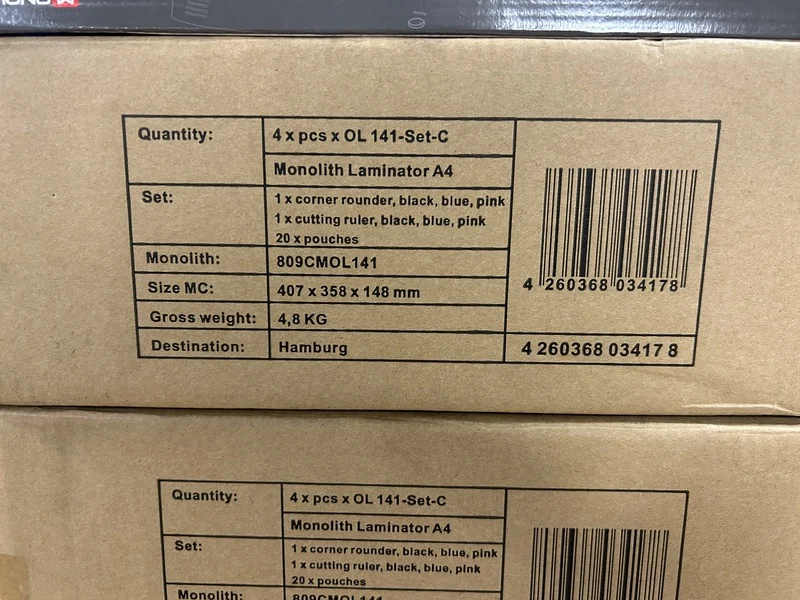 Quantity: 4 x pcs x OL 141-Set-C
Monolith Laminator A4
Set: 1 x corner rounder, black, blue, pink
1 x cutting ruler, black, blue, pink
20 x pouches
Monolith: 809CMOL141
Size MC: 407 x 358 x 148 mm
Gross weight: 4,8 KG
Destination: Hamburg
4 260368 034178
4 260368 03417 8
Quantity: 4 x pcs x OL 141-Set-C
Monolith Laminator A4
Set: 1 x corner rounder, black, blue, pink
1 x cutting ruler, black, blue, pink
20 x pouches
Monolith: 809CMOL141